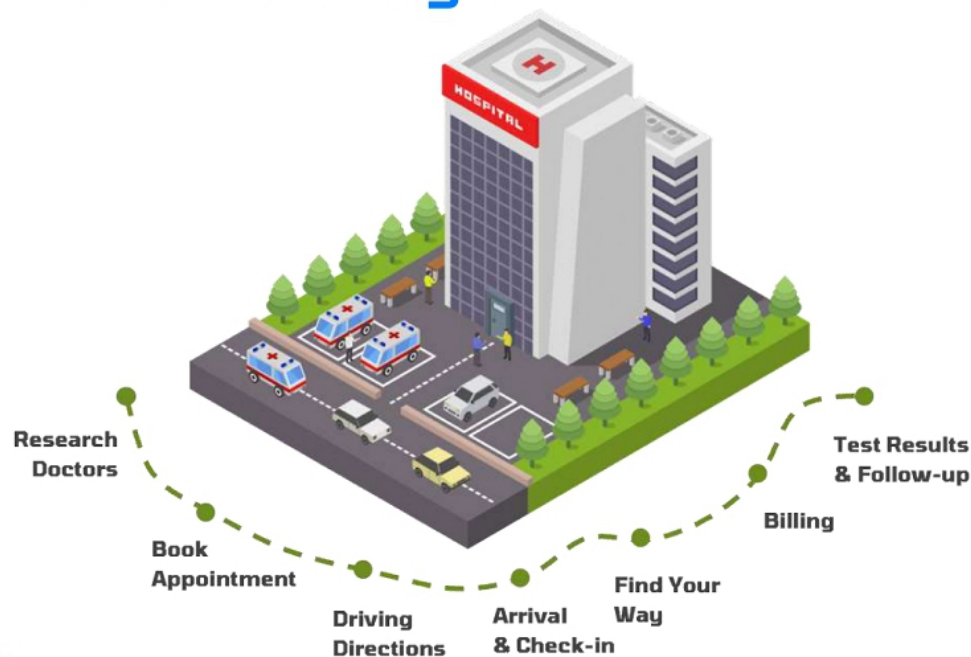 H
HOSPITAL
Research
Doctors
Book
Appointment
Driving
Directions
Arrival
& Check-in
Find Your
Way
Billing
Test Results
& Follow-up